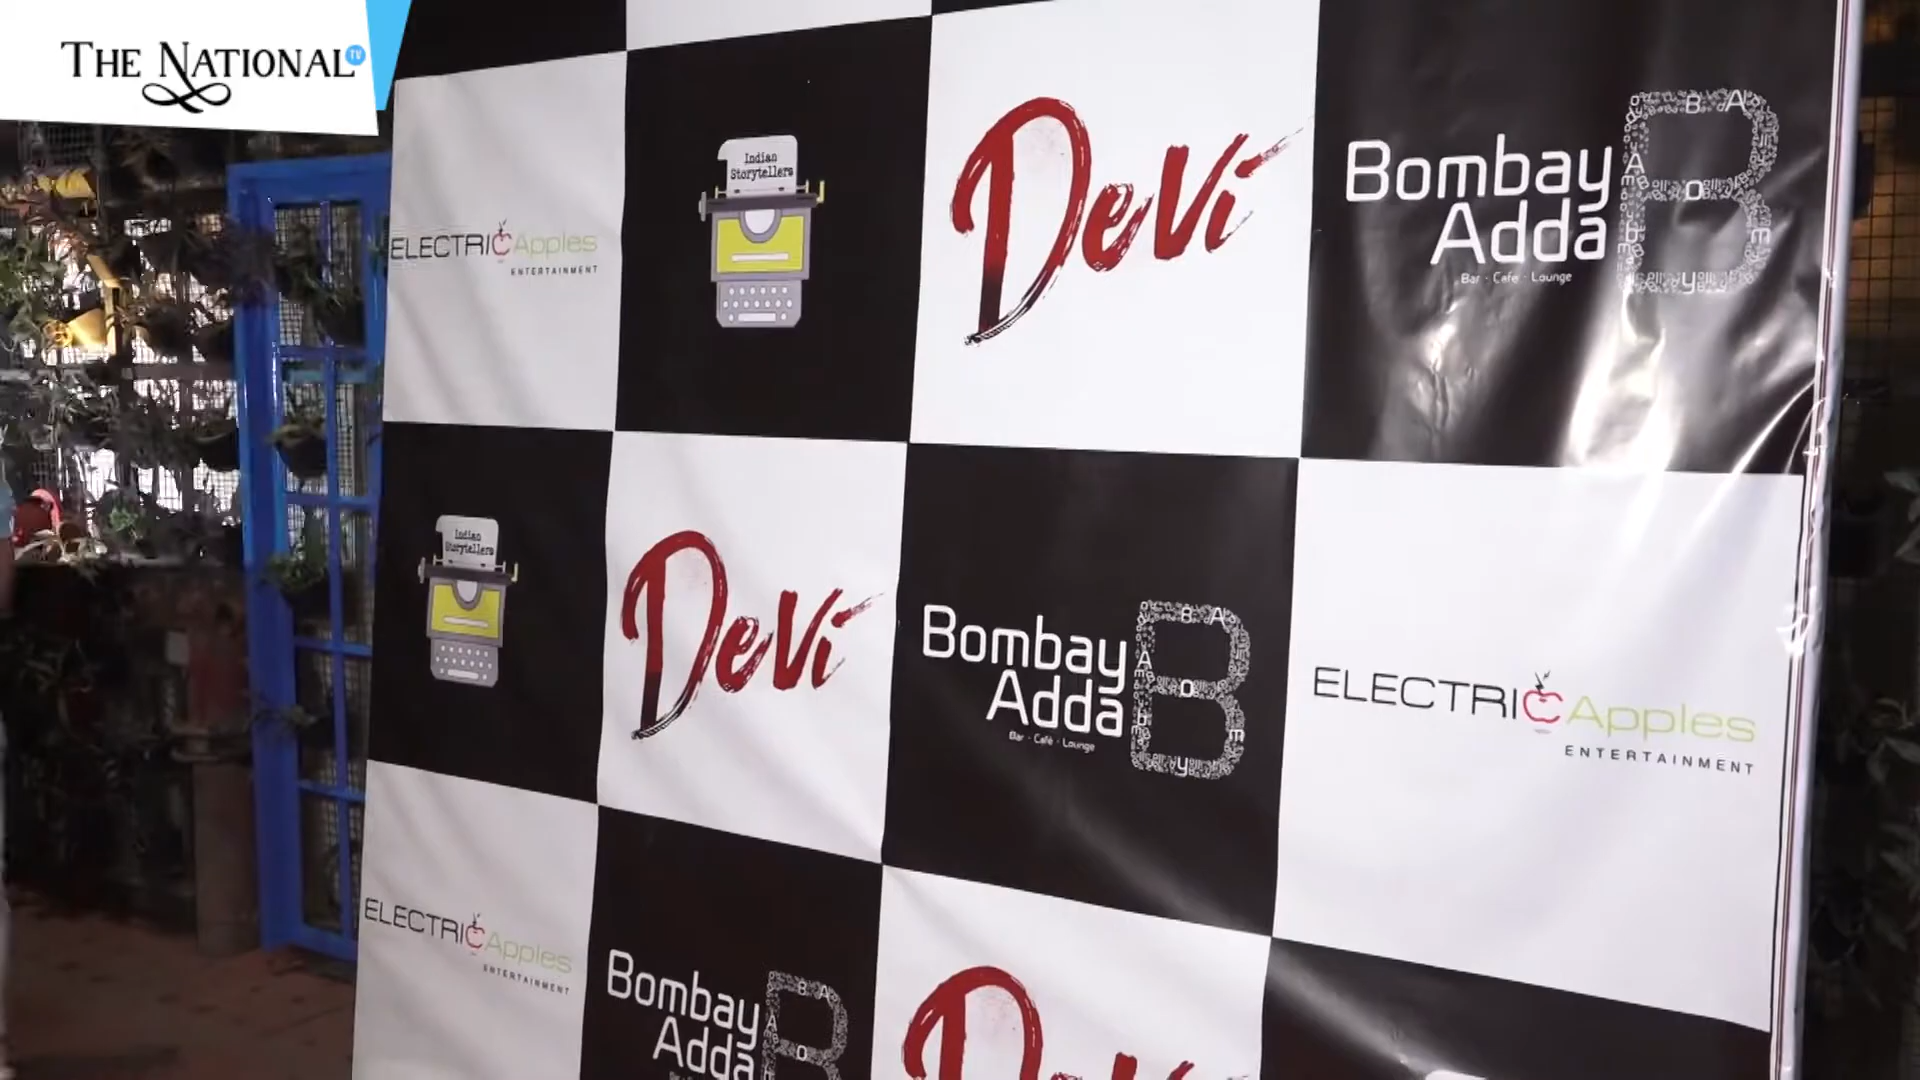 THE NATIONAL TV
ELECTRIC Apples
ENTERTAINMENT
Indian
Storytellers
Devi
Bombay
Adda
Bar · Cafe · Lounge
Indian
Storytellers
Devi
Bombay
Adda
Bar · Café · Lounge
ELECTRIC Apples
ENTERTAINMENT
ELECTRIC Apples
ENTERTAINMENT
Bombay
Adda